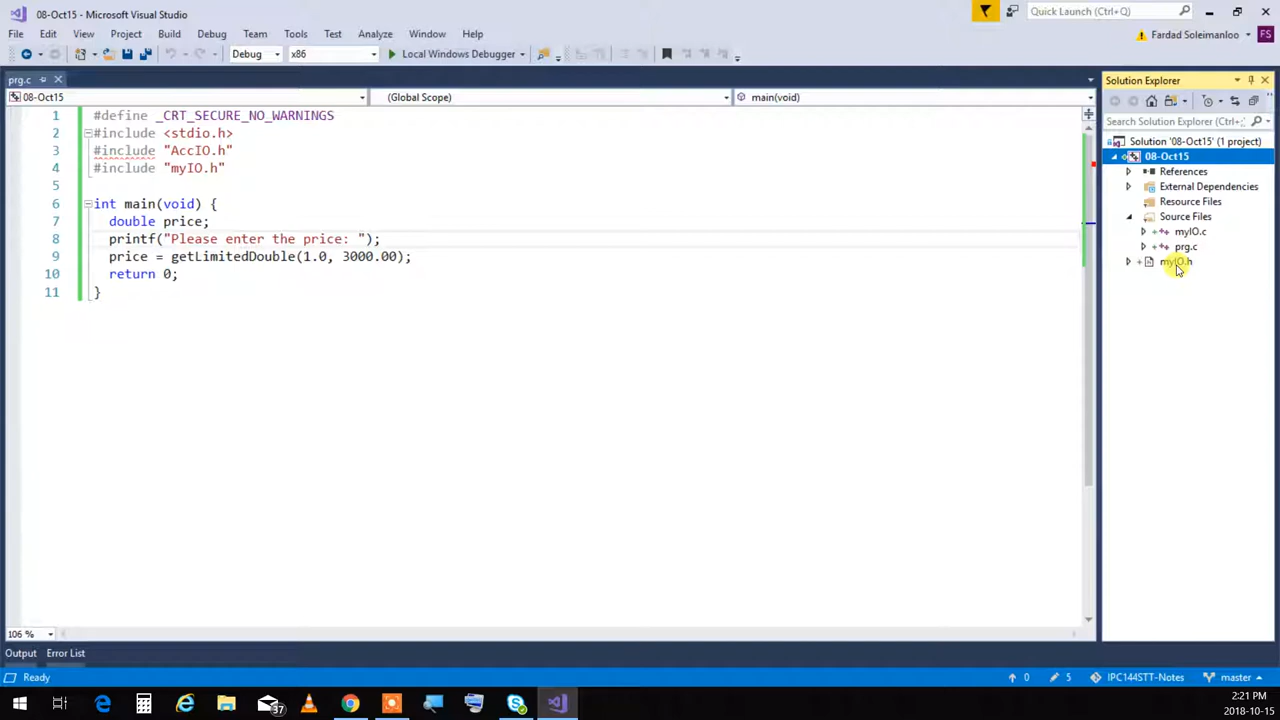 08-Oct15 - Microsoft Visual Studio
Quick Launch (Ctrl+Q)
File Edit View Project Build Debug Team Tools Test Analyze Window Help
Fardad Soleimanloo FS
Debug x86 Local Windows Debugger
prg.c
08-Oct15 (Global Scope) main(void)
1 #define _CRT_SECURE_NO_WARNINGS
2 #include <stdio.h>
3 #include "AccIO.h"
4 #include "myIO.h"
5
6 int main(void) {
7 double price;
8 printf("Please enter the price: ");
9 price = getLimitedDouble(1.0, 3000.00);
10 return 0;
11 }
Solution Explorer
Search Solution Explorer (Ctrl+;)
Solution '08-Oct15' (1 project)
08-Oct15
References
External Dependencies
Resource Files
Source Files
myIO.c
prg.c
myIO.h
106 %
Output Error List
Ready 0 5 IPC144STT-Notes master
37
2:21 PM
2018-10-15